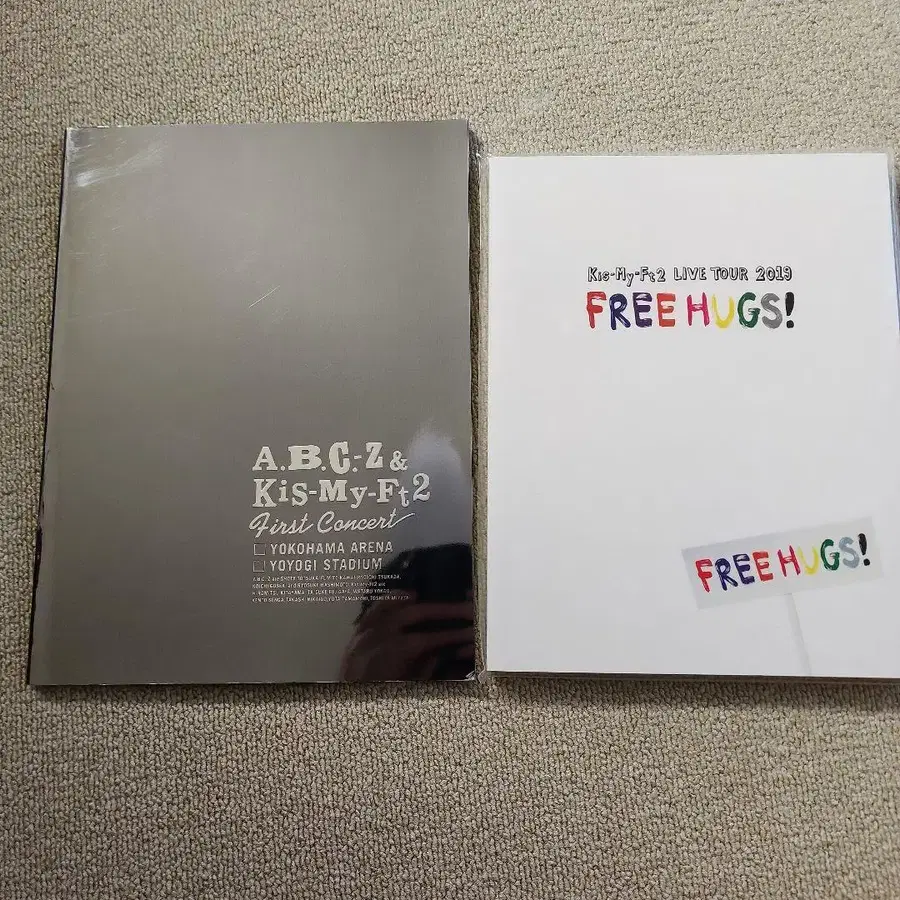 A.B.C-Z &
Kis-My-Ft2
First Concert
YOKOHAMA ARENA
YOYOGI STADIUM
Kis-My-Ft2 LIVE TOUR 2019
FREE HUGS!
FREE HUGS!